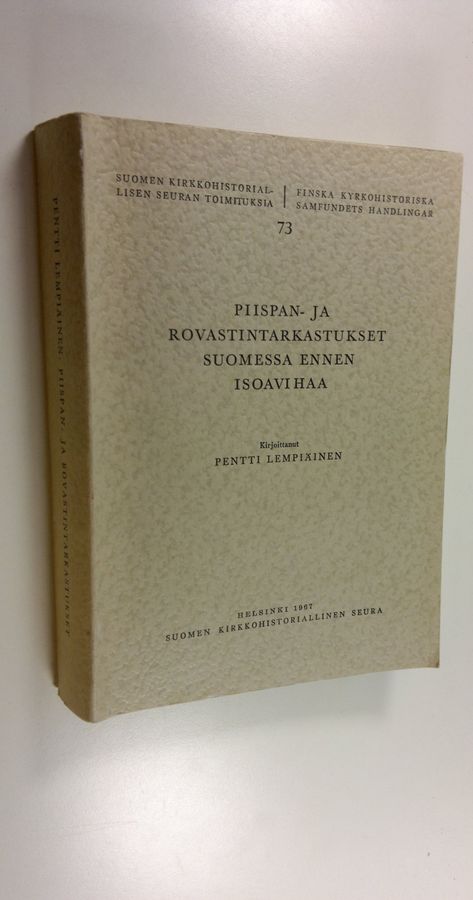 SUOMEN KIRKKOHISTORIAL-
LISEN SEURAN TOIMITUKSIA
FINSKA KYRKOHISTORISKA
SAMFUNDETS HANDLINGAR
73
PIISPAN- JA
ROVASTINTARKASTUKSET
SUOMESSA ENNEN
ISOAVIHAA
Kirjoittanut
PENTTI LEMPIÄINEN
HELSINKI 1967
SUOMEN KIRKKOHISTORIALLINEN SEURA
PENTTI LEMPIÄINEN: PIISPAN- JA ROVASTINTARKASTUKSET